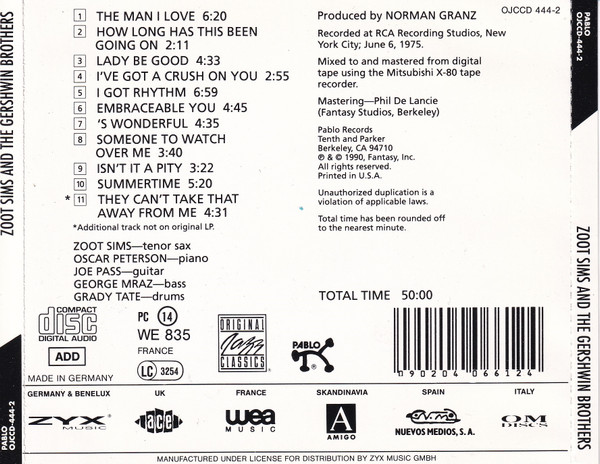 ZOOT SIMS AND THE GERSHWIN BROTHERS
PABLO
OJCCD-444-2
1 THE MAN I LOVE 6:20
2 HOW LONG HAS THIS BEEN
GOING ON 2:11
3 LADY BE GOOD 4:33
4 I'VE GOT A CRUSH ON YOU 2:55
5 I GOT RHYTHM 6:59
6 EMBRACEABLE YOU 4:45
7 'S WONDERFUL 4:35
8 SOMEONE TO WATCH
OVER ME 3:40
9 ISN'T IT A PITY 3:22
10 SUMMERTIME 5:20
* 11 THEY CAN'T TAKE THAT
AWAY FROM ME 4:31
*Additional track not on original LP.
ZOOT SIMS—tenor sax
OSCAR PETERSON—piano
JOE PASS—guitar
GEORGE MRAZ—bass
GRADY TATE—drums
OJCCD 444-2
Produced by NORMAN GRANZ
Recorded at RCA Recording Studios, New
York City; June 6, 1975.
Mixed to and mastered from digital
tape using the Mitsubishi X-80 tape
recorder.
Mastering—Phil De Lancie
(Fantasy Studios, Berkeley)
Pablo Records
Tenth and Parker
Berkeley, CA 94710
℗ & © 1990, Fantasy, Inc.
All rights reserved.
Printed in U.S.A.
Unauthorized duplication is a
violation of applicable laws.
Total time has been rounded off
to the nearest minute.
TOTAL TIME 50:00
COMPACT
disc
DIGITAL AUDIO
ADD
MADE IN GERMANY
PC 14
WE 835
FRANCE
LC 3254
ORIGINAL
Jazz
CLASSICS
PABLO
0 90204 06612 4
GERMANY & BENELUX
ZYX
MUSIC
UK
ace
FRANCE
wea
MUSIC
SKANDINAVIA
A
AMIGO
SPAIN
N.M.
NUEVOS MEDIOS, S.A.
ITALY
OM
DISCS
MANUFACTURED UNDER LICENSE FOR DISTRIBUTION BY ZYX MUSIC GMBH
PABLO
OJCCD-444-2
ZOOT SIMS AND THE GERSHWIN BROTHERS